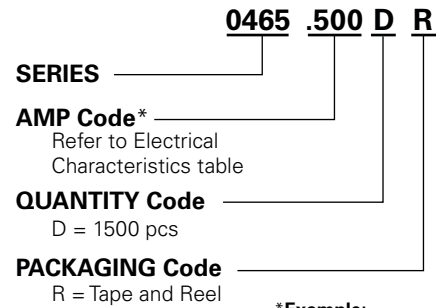 0465 .500 D R
SERIES
AMP Code*
Refer to Electrical
Characteristics table
QUANTITY Code
D = 1500 pcs
PACKAGING Code
R = Tape and Reel
*Example: